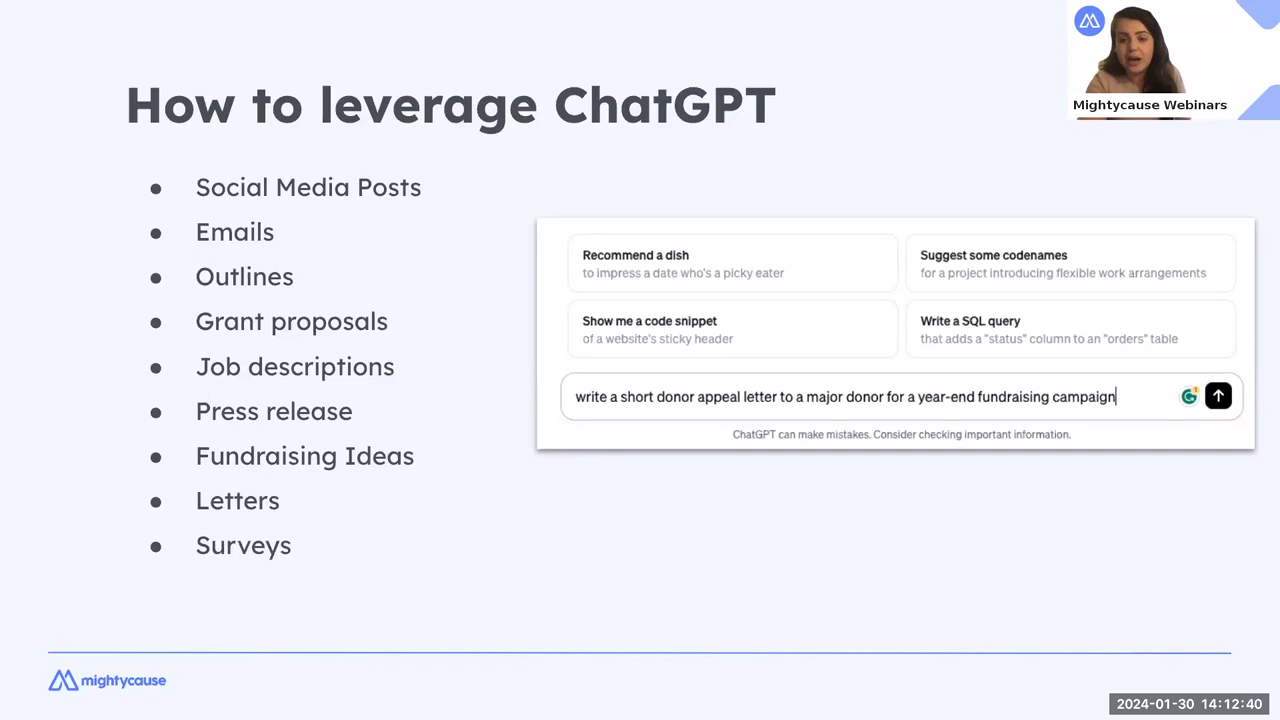 How to leverage ChatGPT
Mightycause Webinars
Social Media Posts
Emails
Outlines
Grant proposals
Job descriptions
Press release
Fundraising Ideas
Letters
Surveys
Recommend a dish
to impress a date who's a picky eater
Suggest some codenames
for a project introducing flexible work arrangements
Show me a code snippet
of a website's sticky header
Write a SQL query
that adds a "status" column to an "orders" table
write a short donor appeal letter to a major donor for a year-end fundraising campaign
ChatGPT can make mistakes. Consider checking important information.
mightycause
2024-01-30 14:12:40